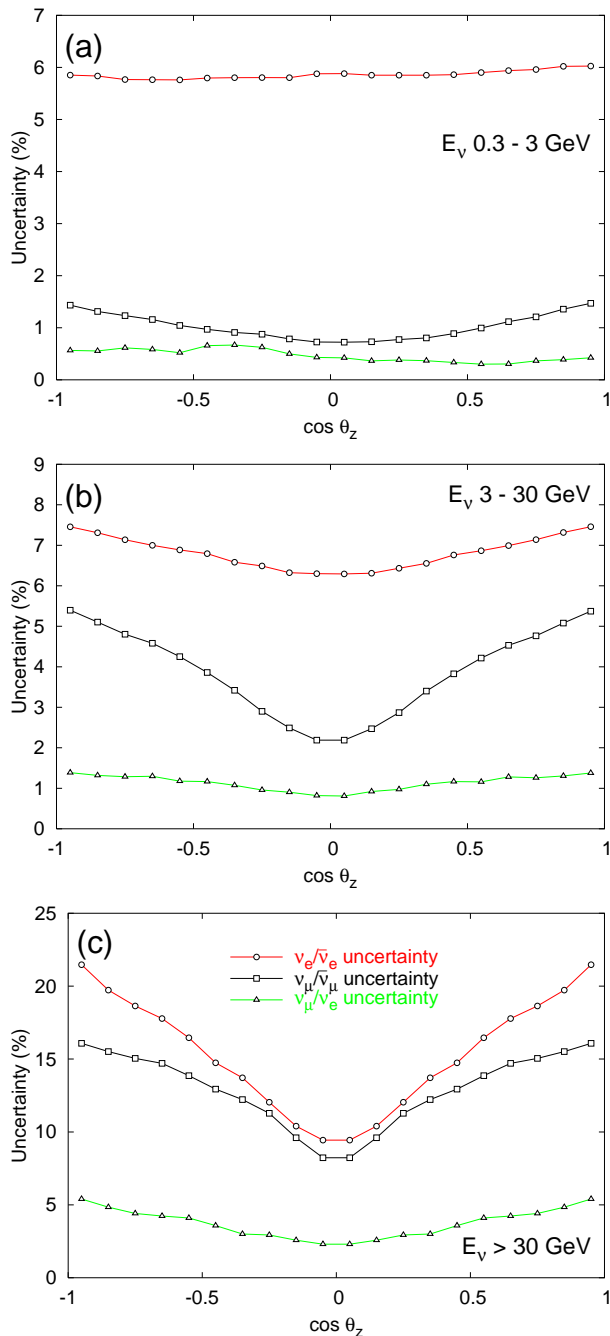 7
(a)
6
5
E_ν 0.3 - 3 GeV
4
Uncertainty (%)
3
2
1
0
-1 -0.5 0 0.5 1
cos θ_z
9
(b)
E_ν 3 - 30 GeV
8
7
6
5
Uncertainty (%)
4
3
2
1
0
-1 -0.5 0 0.5 1
cos θ_z
25
(c)
ν_e/ν̄_e uncertainty
ν_μ/ν̄_μ uncertainty
ν_μ/ν_e uncertainty
20
15
Uncertainty (%)
10
5
E_ν > 30 GeV
0
-1 -0.5 0 0.5 1
cos θ_z